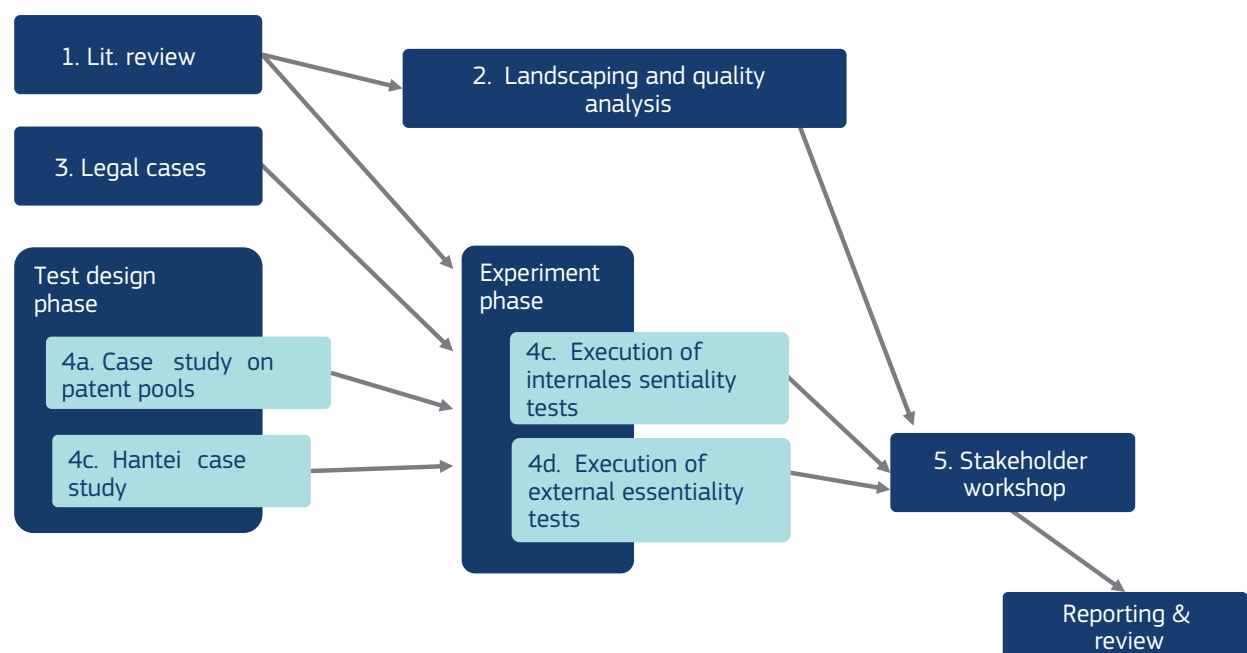 1. Lit. review
2. Landscaping and quality
analysis
3. Legal cases
Test design
phase
4a. Case study on
patent pools
4c. Hantei case
study
Experiment
phase
4c. Execution of
internales sentiality
tests
4d. Execution of
external essentiality
tests
5. Stakeholder
workshop
Reporting &
review